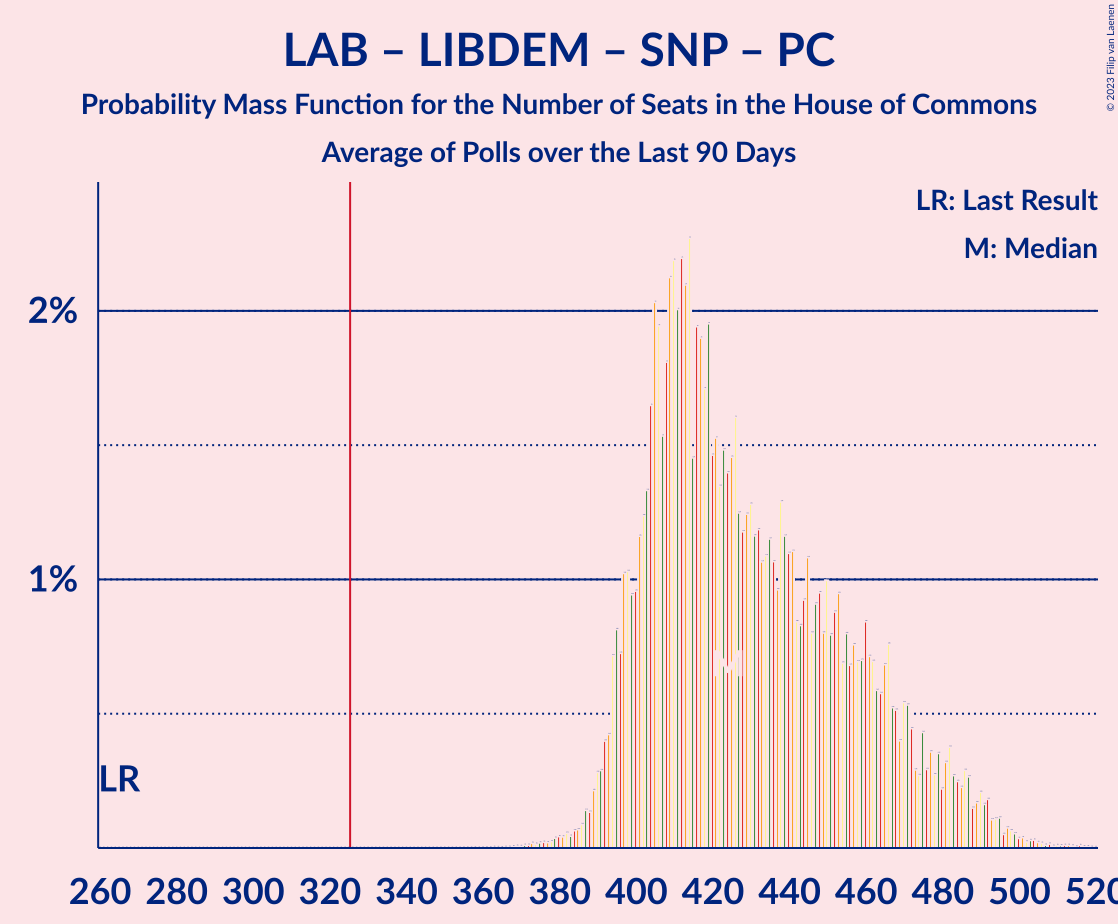 LAB – LIBDEM – SNP – PC
Probability Mass Function for the Number of Seats in the House of Commons
Average of Polls over the Last 90 Days
© 2023 Filip van Laenen
LR: Last Result
M: Median
2%
1%
LR
M
260 280 300 320 340 360 380 400 420 440 460 480 500 520